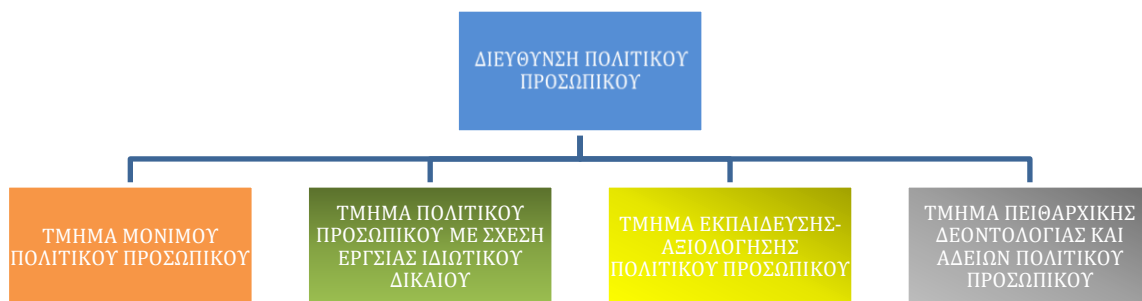 ΔΙΕΥΘΥΝΣΗ ΠΟΛΙΤΙΚΟΥ
ΠΡΟΣΩΠΙΚΟΥ
ΤΜΗΜΑ ΜΟΝΙΜΟΥ
ΠΟΛΙΤΙΚΟΥ ΠΡΟΣΩΠΙΚΟΥ
ΤΜΗΜΑ ΠΟΛΙΤΙΚΟΥ
ΠΡΟΣΩΠΙΚΟΥ ΜΕ ΣΧΕΣΗ
ΕΡΓΣΙΑΣ ΙΔΙΩΤΙΚΟΥ
ΔΙΚΑΙΟΥ
ΤΜΗΜΑ ΕΚΠΑΙΔΕΥΣΗΣ-
ΑΞΙΟΛΟΓΗΣΗΣ
ΠΟΛΙΤΙΚΟΥ ΠΡΟΣΩΠΙΚΟΥ
ΤΜΗΜΑ ΠΕΙΘΑΡΧΙΚΗΣ
ΔΕΟΝΤΟΛΟΓΙΑΣ ΚΑΙ
ΑΔΕΙΩΝ ΠΟΛΙΤΙΚΟΥ
ΠΡΟΣΩΠΙΚΟΥ